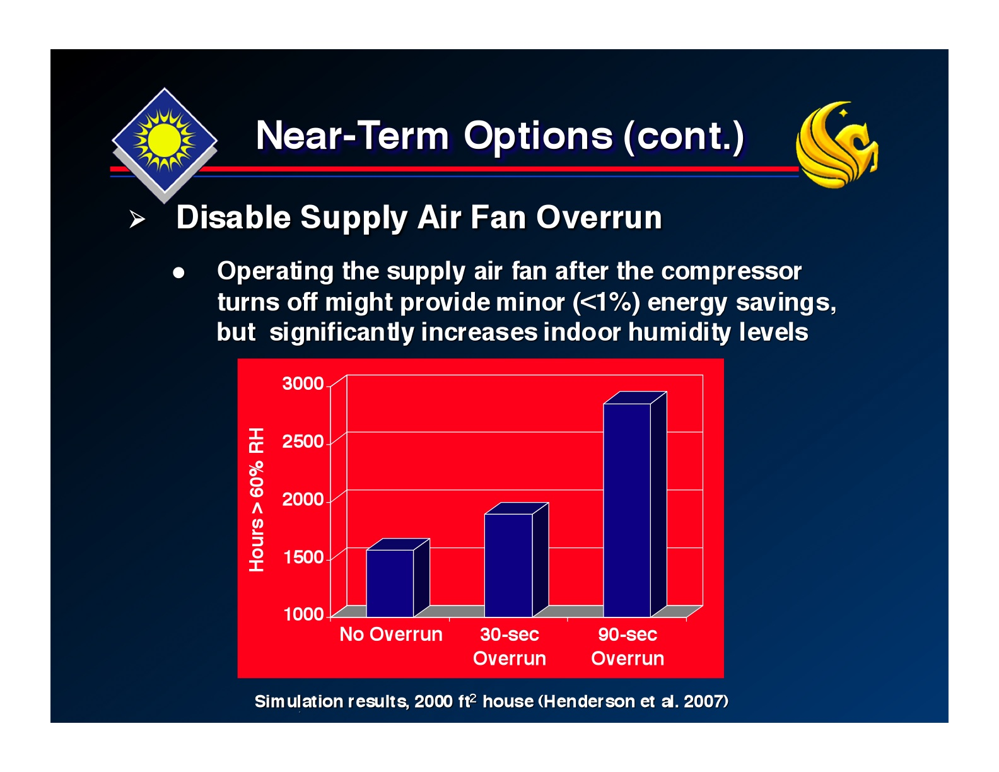 Near-Term Options (cont.)
Disable Supply Air Fan Overrun
Operating the supply air fan after the compressor
turns off might provide minor (<1%) energy savings,
but significantly increases indoor humidity levels
Hours > 60% RH
3000
2500
2000
1500
1000
No Overrun
30-sec
Overrun
90-sec
Overrun
Simulation results, 2000 ft² house (Henderson et al. 2007)